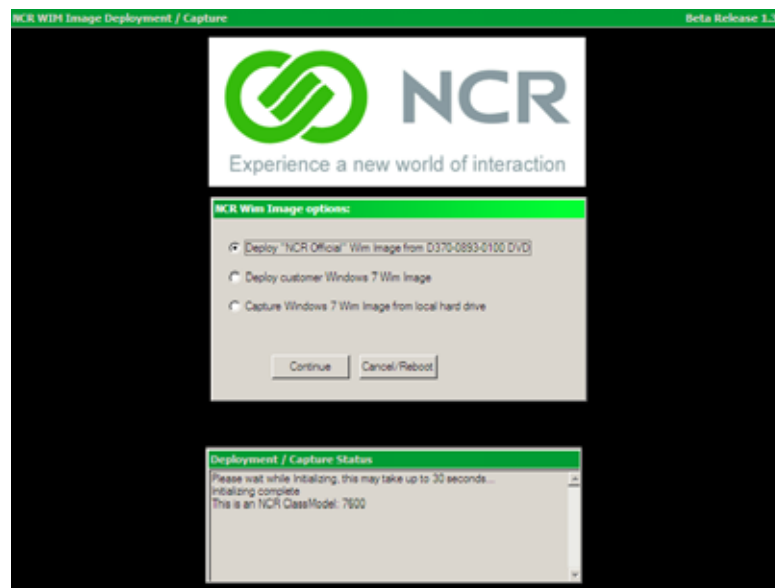 NCR WIM Image Deployment / Capture
Beta Release 1.3
NCR
Experience a new world of interaction
NCR Wim Image options:
Deploy "NCR Official" Wim Image from D370-0893-0100 DVD
Deploy customer Windows 7 Wim Image
Capture Windows 7 Wim Image from local hard drive
Continue
Cancel/Reboot
Deployment / Capture Status
Please wait while Initializing, this may take up to 30 seconds...
Initializing complete
This is an NCR ClassModel: 7600